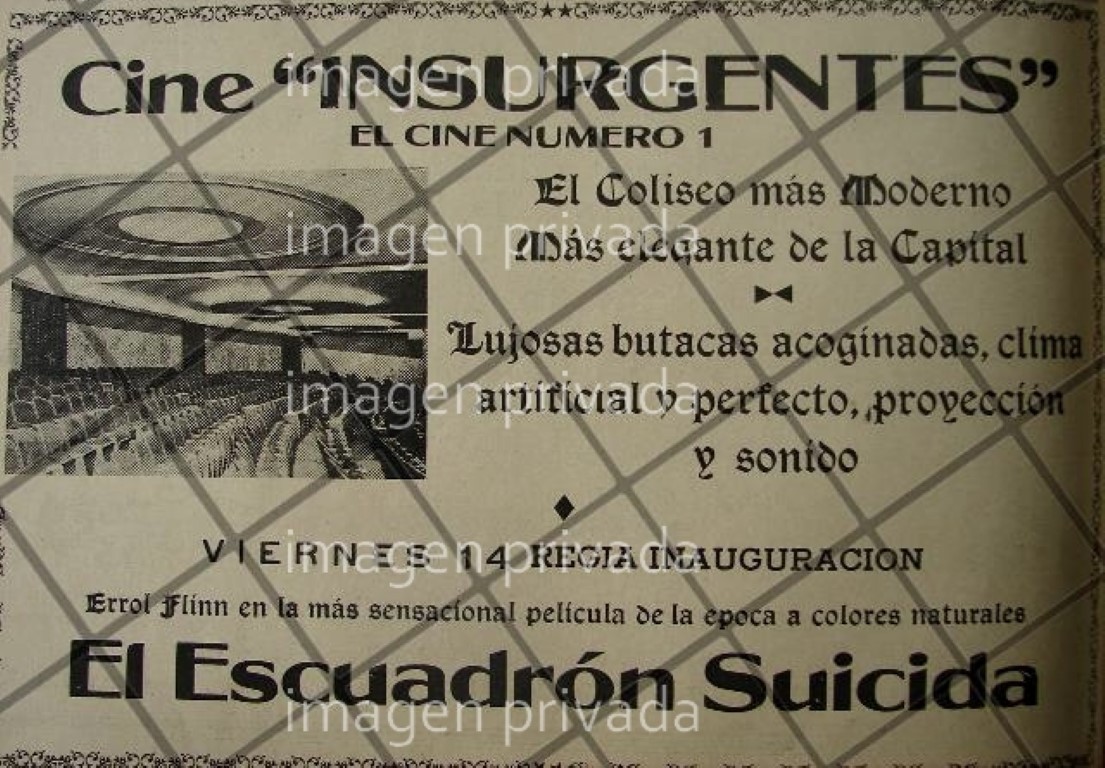 Cine “INSURGENTES”
EL CINE NUMERO 1
El Coliseo más Moderno
Más elegante de la Capital
Lujosas butacas acoginadas, clima
artificial y perfecto, proyección
y sonido
VIERNES 14 REGIA INAUGURACION
Errol Flinn en la más sensacional película de la epoca a colores naturales
El Escuadrón Suicida
imagen privada
imagen privada
imagen privada
imagen privada
imagen privada